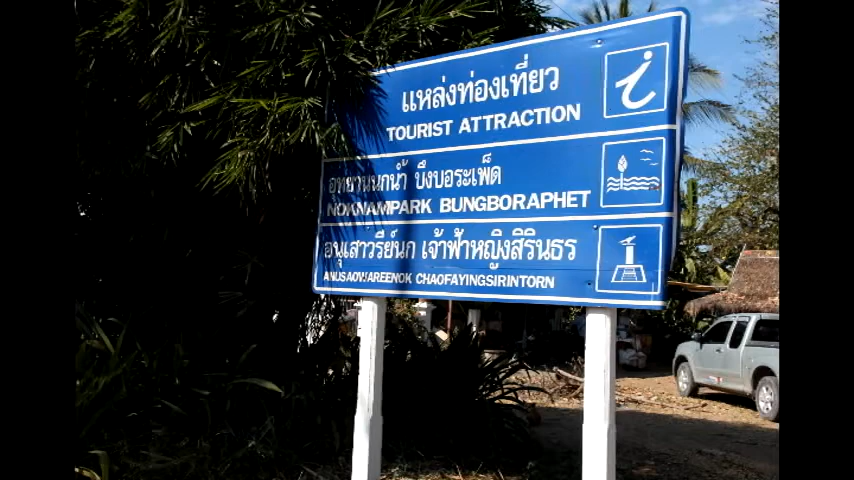 แหล่งท่องเที่ยว
TOURIST ATTRACTION
อุทยานนกน้ำ บึงบอระเพ็ด
NOKNAMPARK BUNGBORAPHET
อนุเสาวรีย์นก เจ้าฟ้าหญิงสิรินธร
ANUSAOWAREENOK CHAOFAYINGSIRINTORN